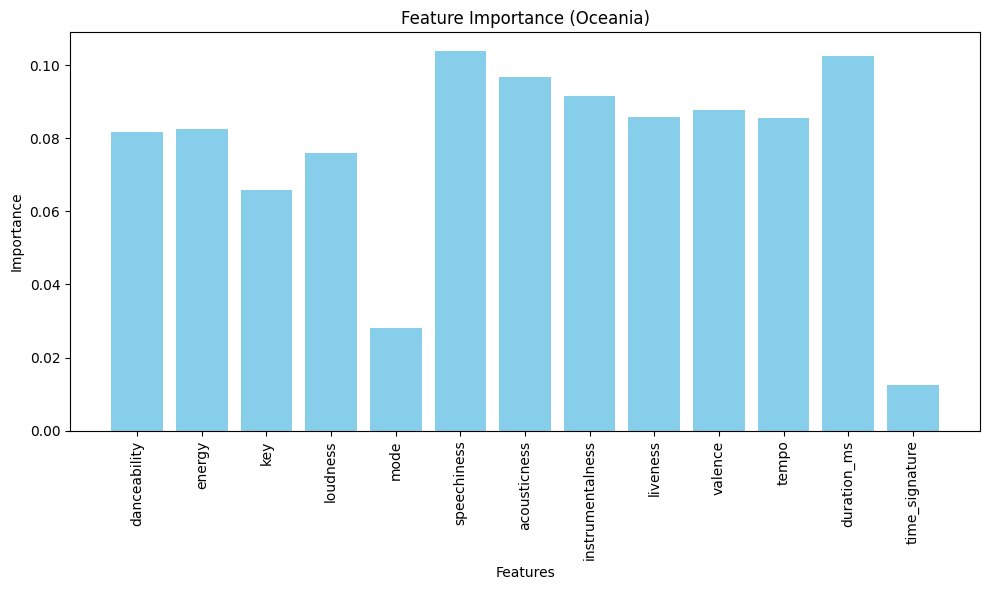 Feature Importance (Oceania)
Importance
0.10
0.08
0.06
0.04
0.02
0.00
danceability
energy
key
loudness
mode
speechiness
acousticness
instrumentalness
liveness
valence
tempo
duration_ms
time_signature
Features